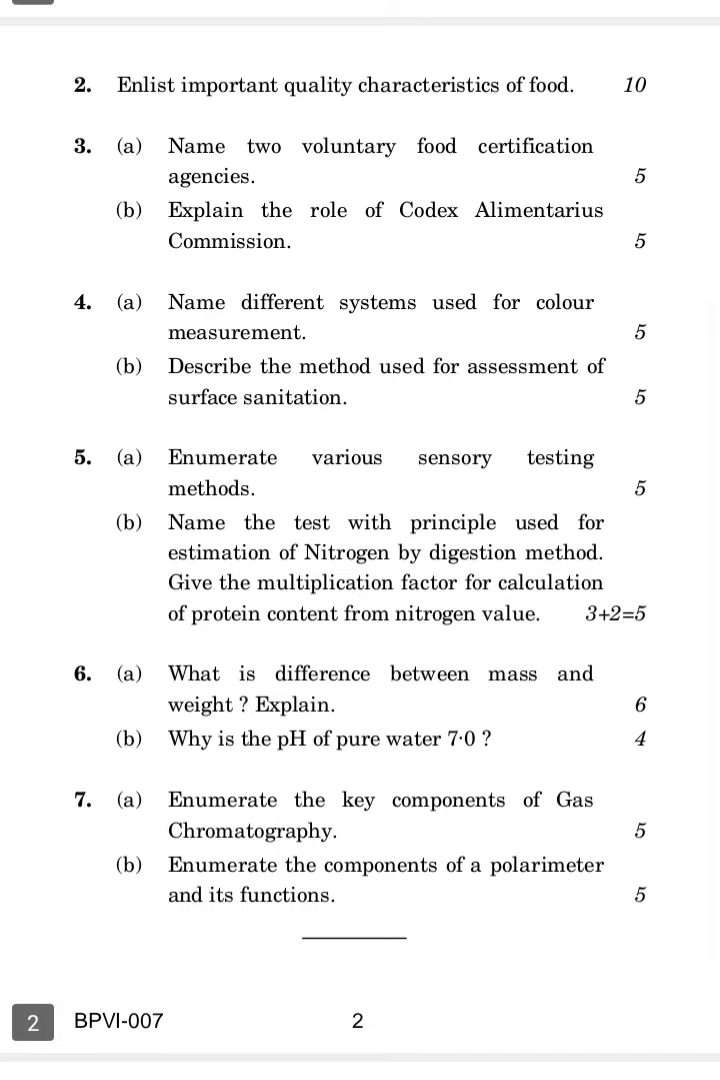 2. Enlist important quality characteristics of food. 10
3. (a) Name two voluntary food certification
agencies. 5
(b) Explain the role of Codex Alimentarius
Commission. 5
4. (a) Name different systems used for colour
measurement. 5
(b) Describe the method used for assessment of
surface sanitation. 5
5. (a) Enumerate various sensory testing
methods. 5
(b) Name the test with principle used for
estimation of Nitrogen by digestion method.
Give the multiplication factor for calculation
of protein content from nitrogen value. 3+2=5
6. (a) What is difference between mass and
weight ? Explain. 6
(b) Why is the pH of pure water 7·0 ? 4
7. (a) Enumerate the key components of Gas
Chromatography. 5
(b) Enumerate the components of a polarimeter
and its functions. 5
2 BPVI-007 2